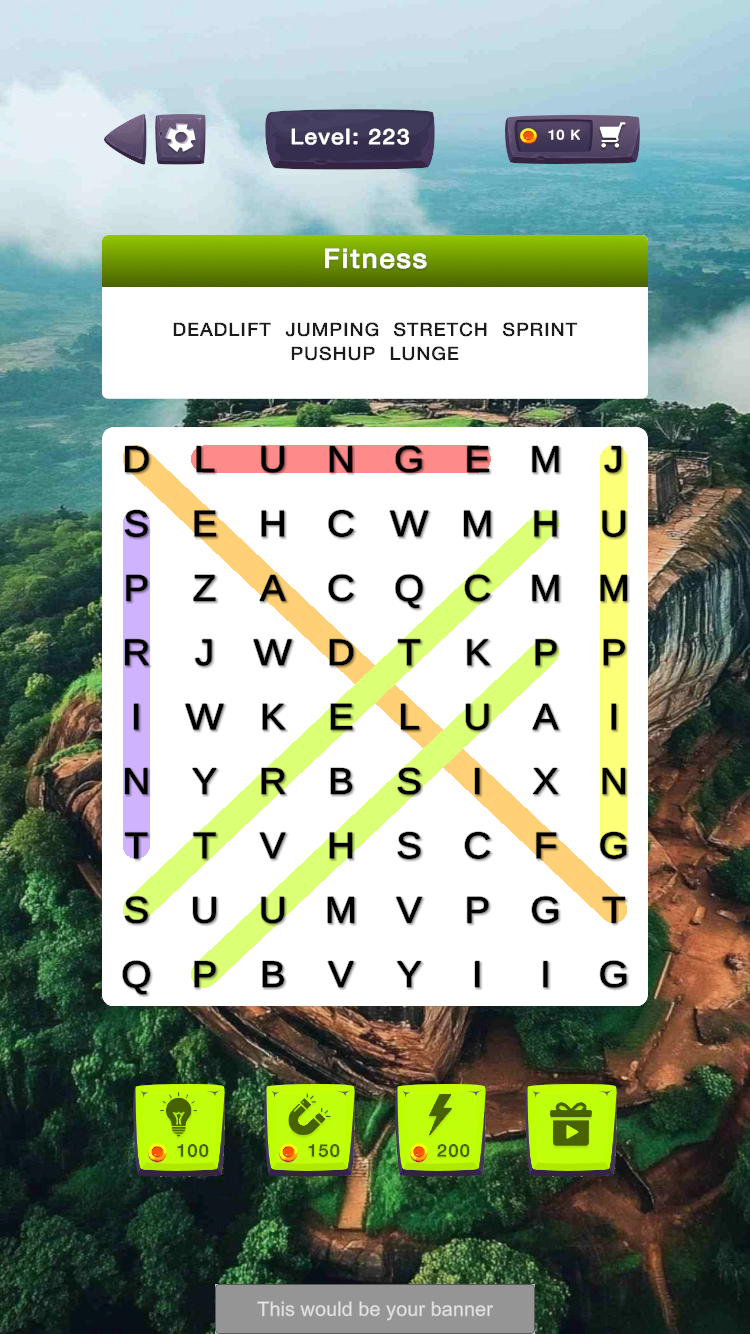 Level: 223
10 K
Fitness
DEADLIFT JUMPING STRETCH SPRINT
PUSHUP LUNGE
D L U N G E M J
S E H C W M H U
P Z A C Q C M M
R J W D T K P P
I W K E L U A I
N Y R B S I X N
T T V H S C F G
S U U M V P G T
Q P B V Y I I G
100 150 200
This would be your banner